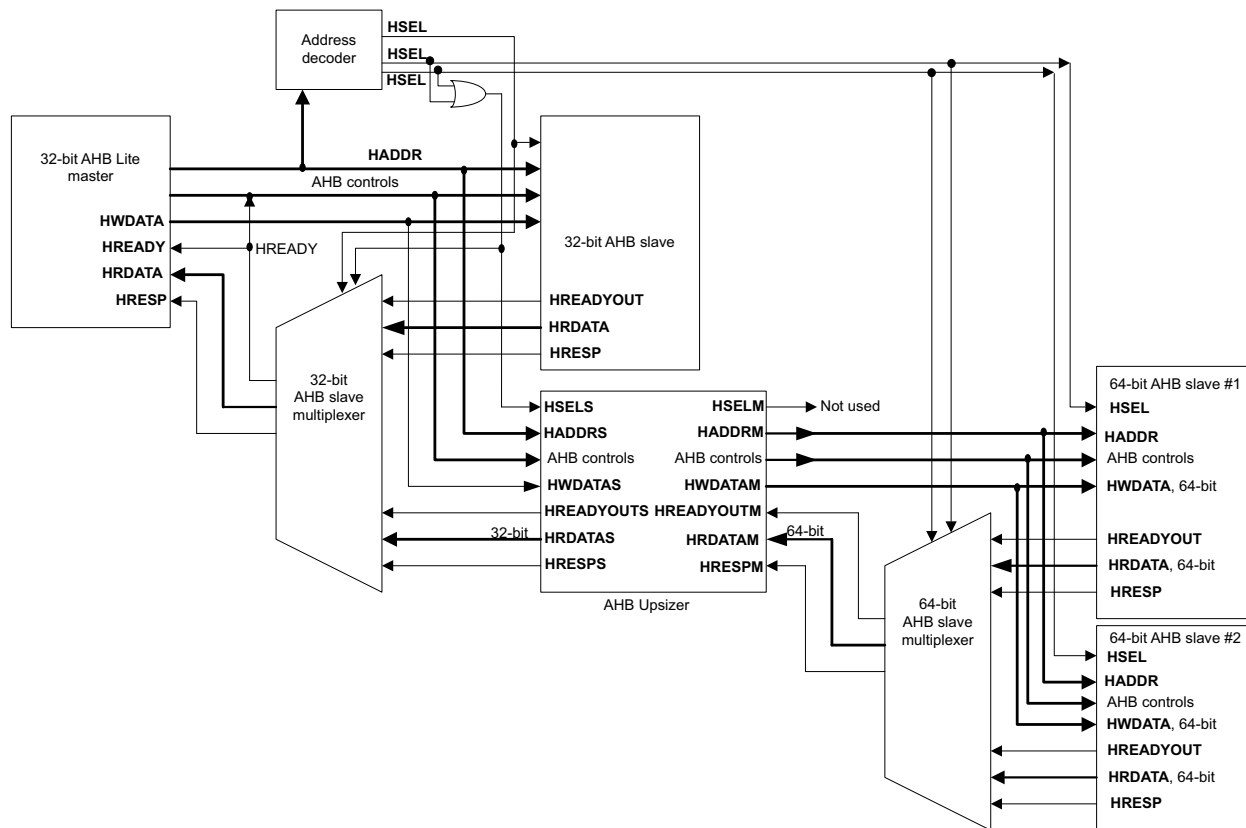 Address
decoder
HSEL
HSEL
HSEL
32-bit AHB Lite
master
HADDR
AHB controls
HWDATA
HREADY
HREADY
HRDATA
HRESP
32-bit AHB slave
HREADYOUT
HRDATA
HRESP
32-bit
AHB slave
multiplexer
HSELS
HADDRS
AHB controls
HWDATAS
HREADYOUTS
32-bit
HRDATAS
HRESPS
HSELM
Not used
HADDRM
AHB controls
HWDATAM
HREADYOUTM
HRDATAM
64-bit
HRESPM
AHB Upsizer
64-bit
AHB slave
multiplexer
64-bit AHB slave #1
HSEL
HADDR
AHB controls
HWDATA, 64-bit
HREADYOUT
HRDATA, 64-bit
HRESP
64-bit AHB slave #2
HSEL
HADDR
AHB controls
HWDATA, 64-bit
HREADYOUT
HRDATA, 64-bit
HRESP